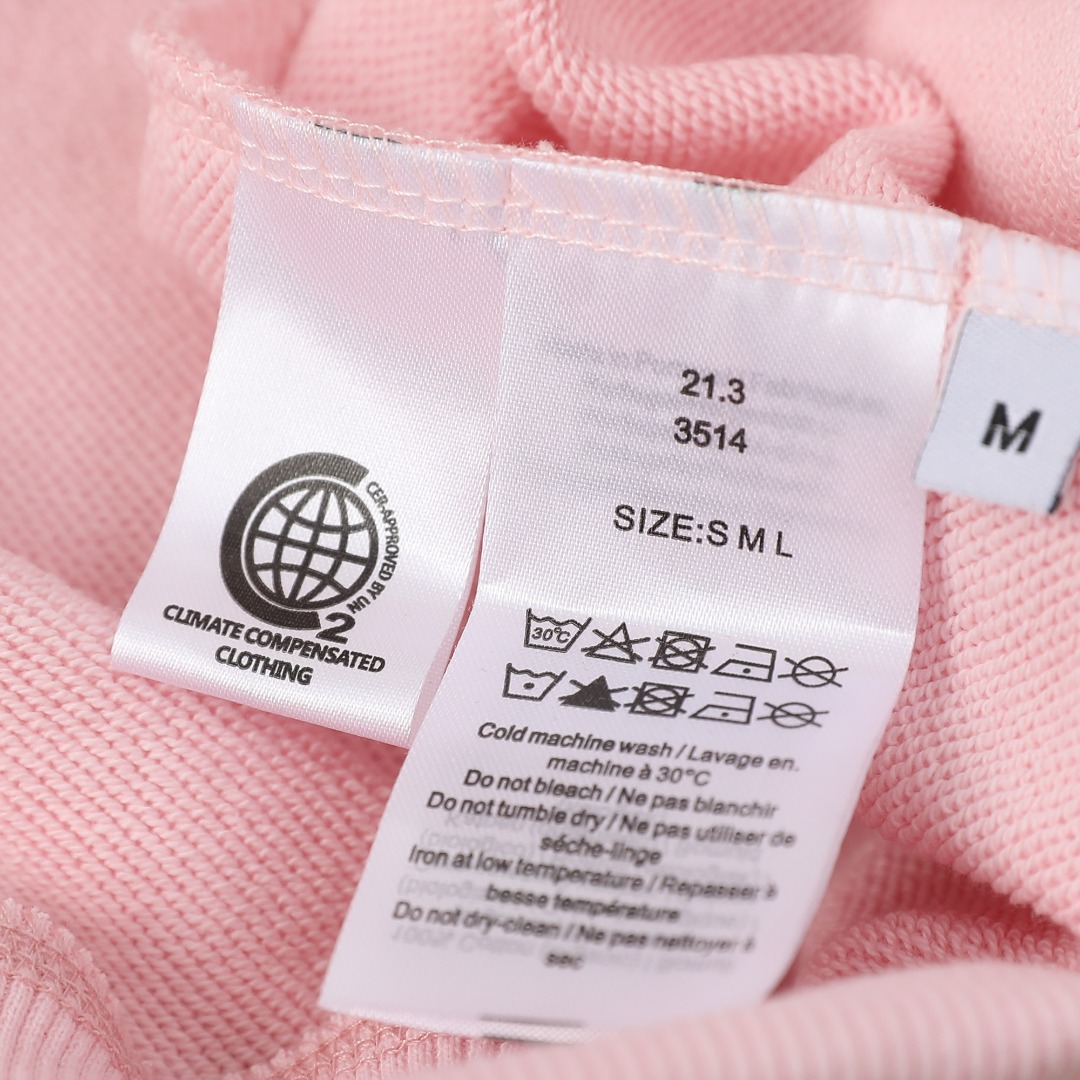 CER-APPROVED BY UN
2
CLIMATE COMPENSATED
CLOTHING
21.3
3514
SIZE:S M L
30°C
Cold machine wash / Lavage en.
machine à 30°C
Do not bleach / Ne pas blanchir
Do not tumble dry / Ne pas utiliser de
séche-linge
Iron at low temperature / Repasser à
besse température
Do not dry-clean / Ne pas nettoyer à
sec
M